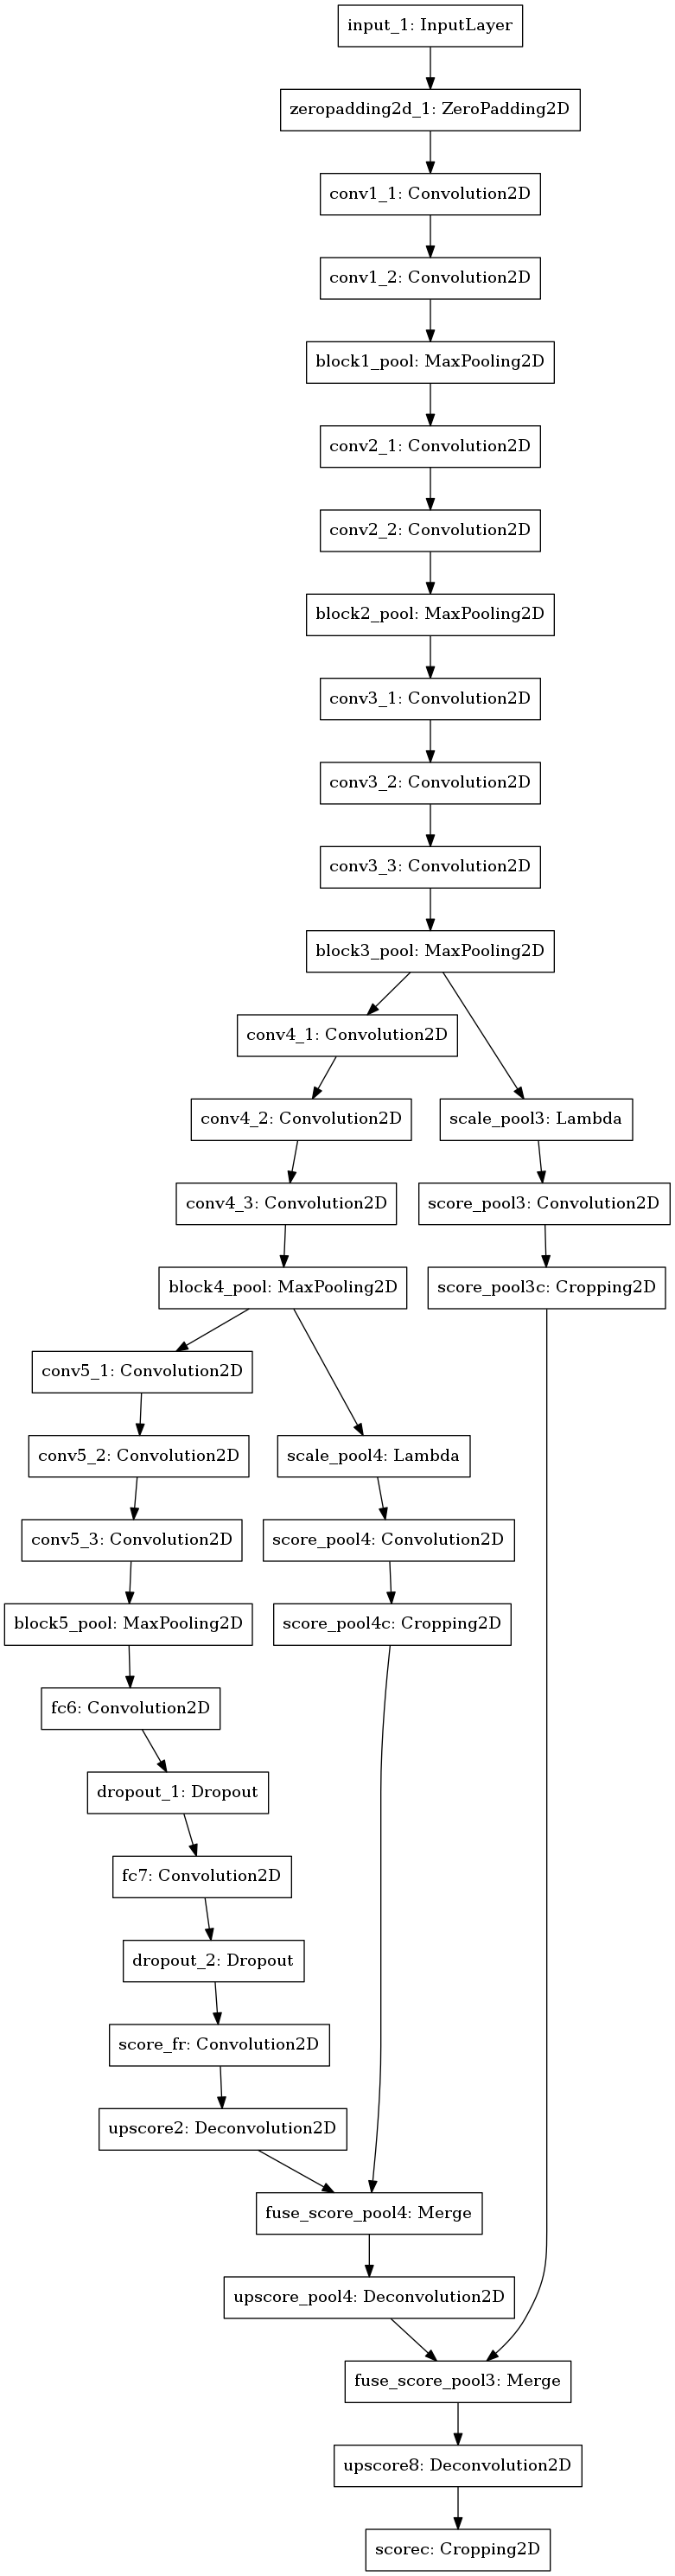 input_1: InputLayer
zeropadding2d_1: ZeroPadding2D
conv1_1: Convolution2D
conv1_2: Convolution2D
block1_pool: MaxPooling2D
conv2_1: Convolution2D
conv2_2: Convolution2D
block2_pool: MaxPooling2D
conv3_1: Convolution2D
conv3_2: Convolution2D
conv3_3: Convolution2D
block3_pool: MaxPooling2D
conv4_1: Convolution2D
conv4_2: Convolution2D
scale_pool3: Lambda
conv4_3: Convolution2D
score_pool3: Convolution2D
block4_pool: MaxPooling2D
score_pool3c: Cropping2D
conv5_1: Convolution2D
conv5_2: Convolution2D
scale_pool4: Lambda
conv5_3: Convolution2D
score_pool4: Convolution2D
block5_pool: MaxPooling2D
score_pool4c: Cropping2D
fc6: Convolution2D
dropout_1: Dropout
fc7: Convolution2D
dropout_2: Dropout
score_fr: Convolution2D
upscore2: Deconvolution2D
fuse_score_pool4: Merge
upscore_pool4: Deconvolution2D
fuse_score_pool3: Merge
upscore8: Deconvolution2D
scorec: Cropping2D